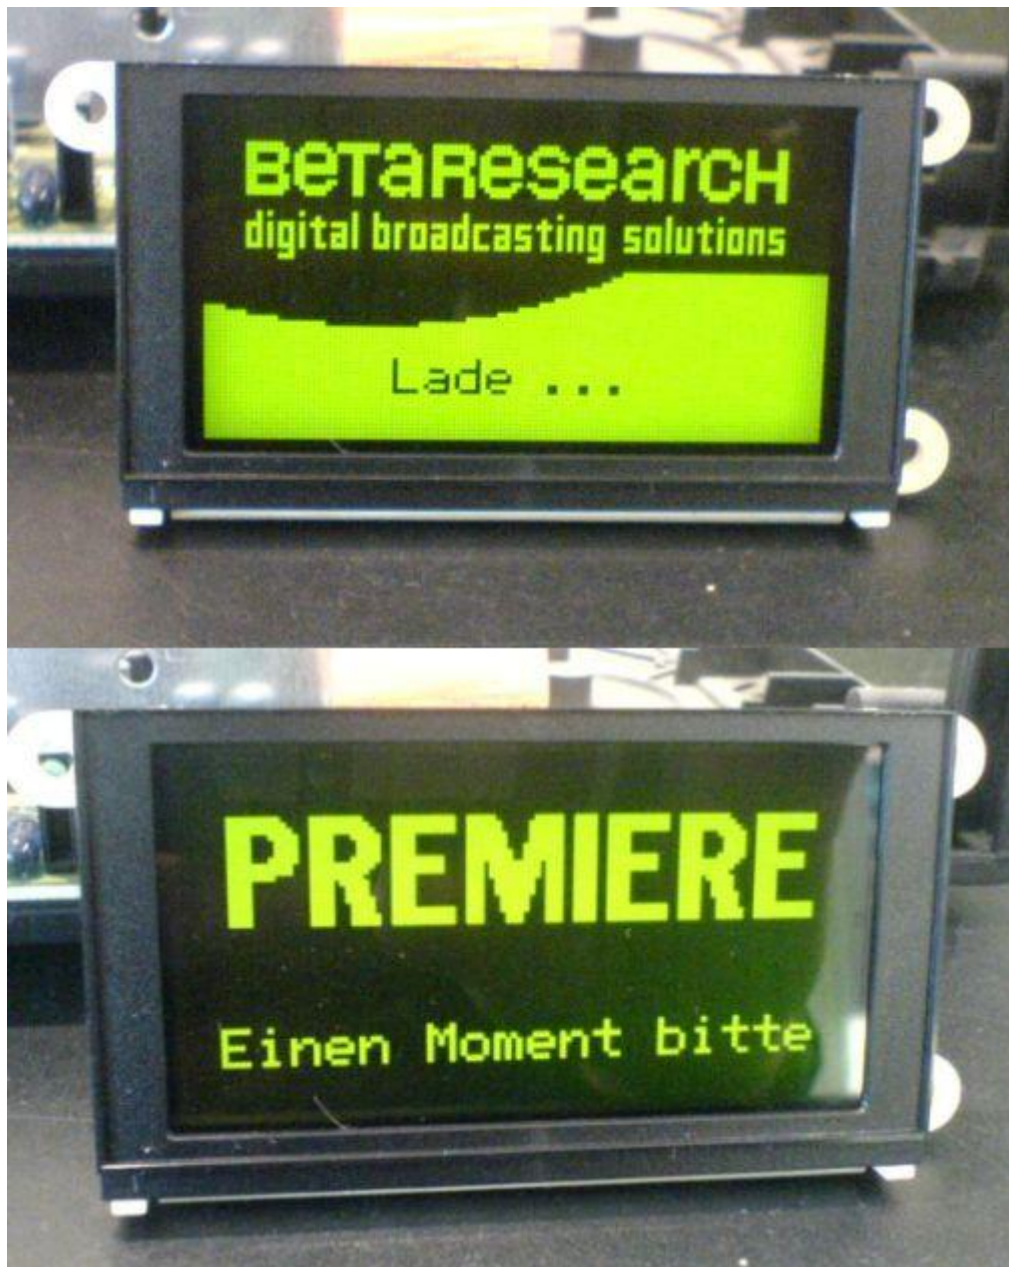 BeTaResearcH
digital broadcasting solutions
Lade ...
PREMIERE
Einen Moment bitte